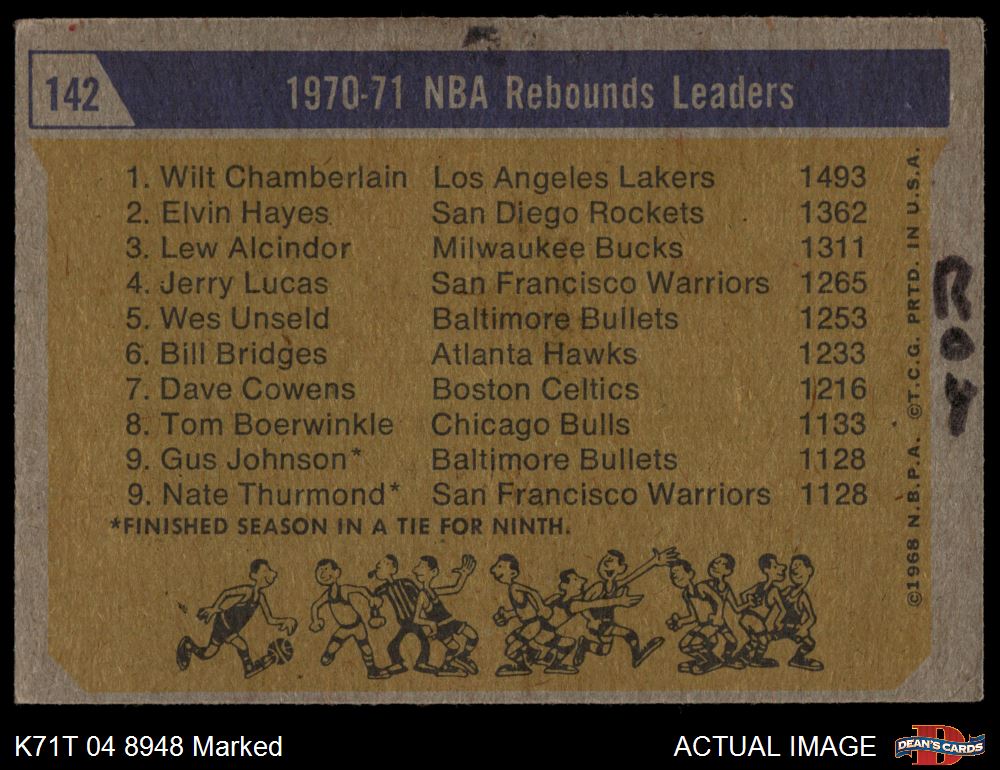 142
1970-71 NBA Rebounds Leaders
1. Wilt Chamberlain Los Angeles Lakers 1493
2. Elvin Hayes San Diego Rockets 1362
3. Lew Alcindor Milwaukee Bucks 1311
4. Jerry Lucas San Francisco Warriors 1265
5. Wes Unseld Baltimore Bullets 1253
6. Bill Bridges Atlanta Hawks 1233
7. Dave Cowens Boston Celtics 1216
8. Tom Boerwinkle Chicago Bulls 1133
9. Gus Johnson* Baltimore Bullets 1128
9. Nate Thurmond* San Francisco Warriors 1128
*FINISHED SEASON IN A TIE FOR NINTH.
©1968 N.B.P.A. ©T.C.G. PRTD. IN U.S.A.
K71T 04 8948 Marked
ACTUAL IMAGE
DEAN'S CARDS